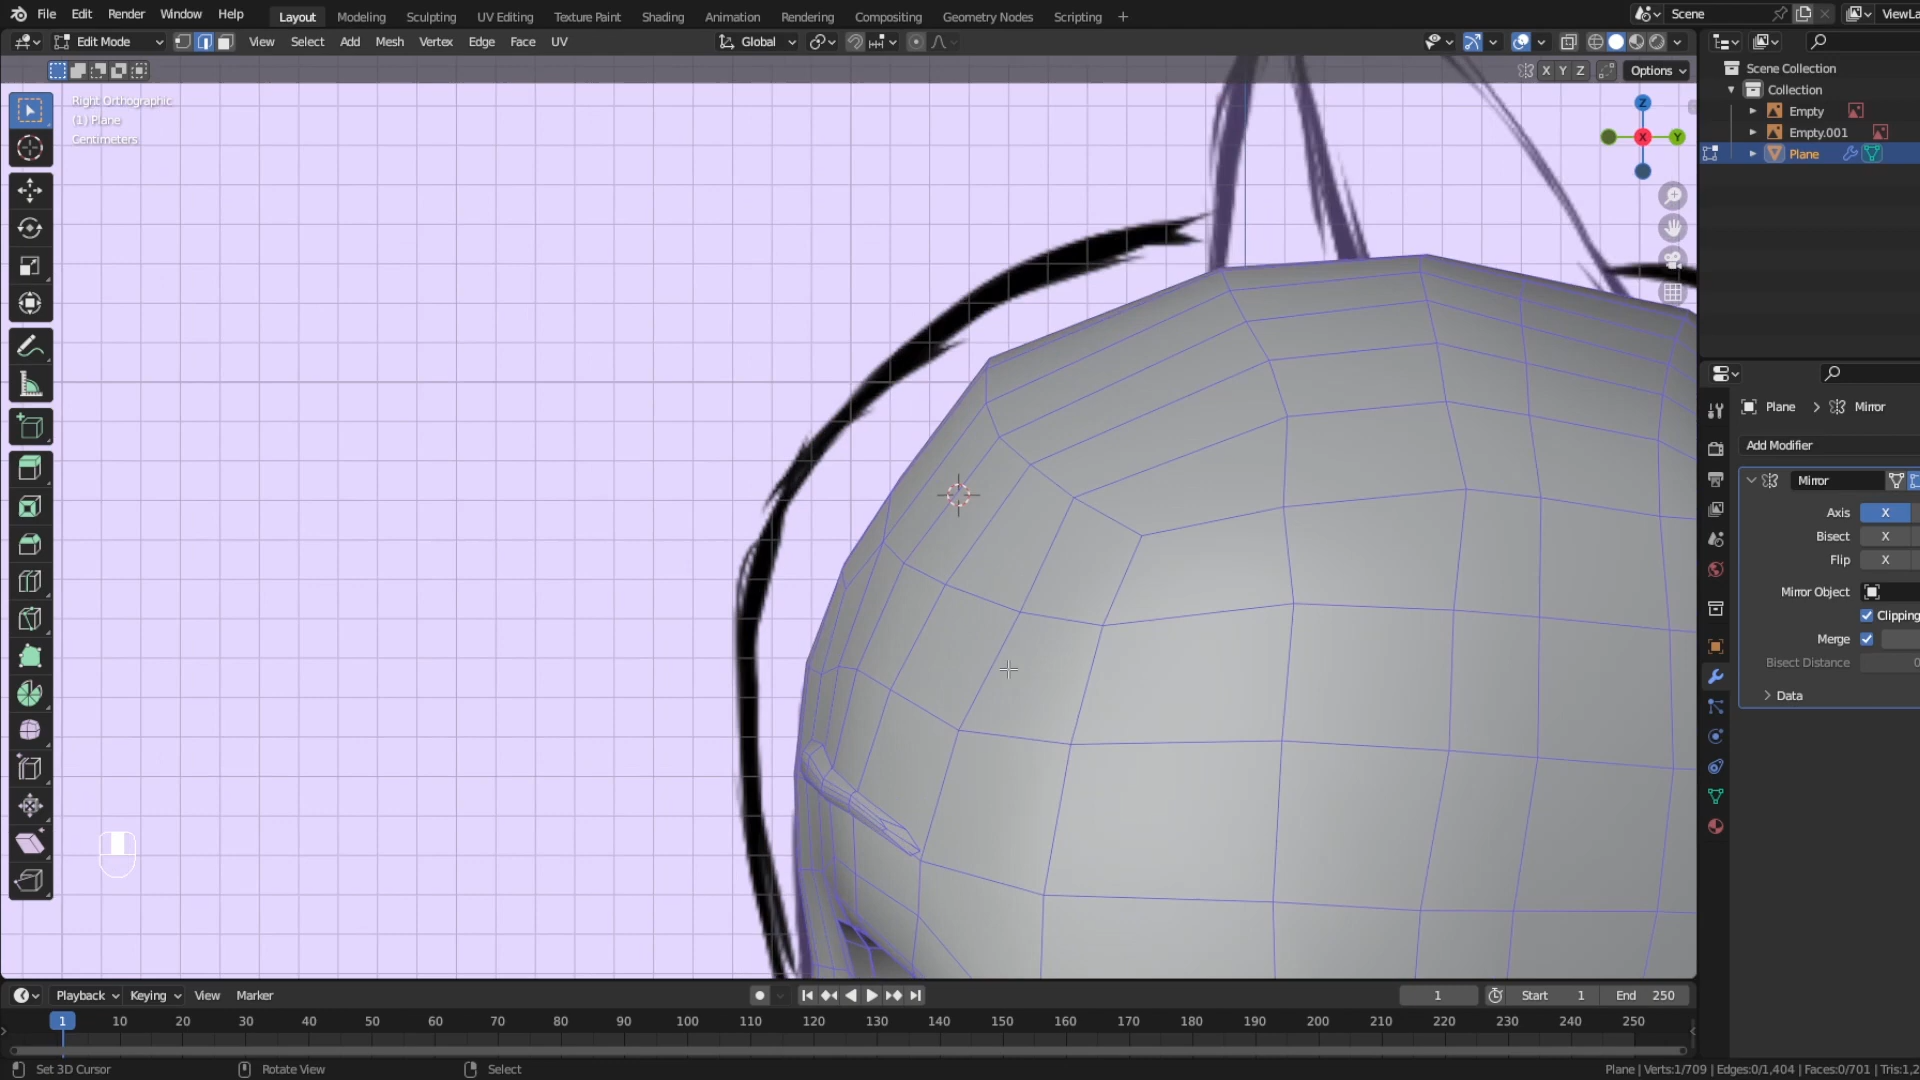 File Edit Render Window Help Layout Modeling Sculpting UV Editing Texture Paint Shading Animation Rendering Compositing Geometry Nodes Scripting + Scene
Edit Mode View Select Add Mesh Vertex Edge Face UV Global
X Y Z Options
Right Orthographic
(1) Plane
Centimeters
Z
X
Y
Scene Collection
Collection
Empty
Empty.001
Plane
Plane > Mirror
Add Modifier
Mirror
Axis X
Bisect X
Flip X
Mirror Object
Clipping
Merge
Bisect Distance
Data
Playback Keying View Marker 1 Start 1 End 250
1 10 20 30 40 50 60 70 80 90 100 110 120 130 140 150 160 170 180 190 200 210 220 230 240 250
Set 3D Cursor Rotate View Select Plane | Verts:1/709 | Edges:0/1,404 | Faces:0/701 | Tris:1,2